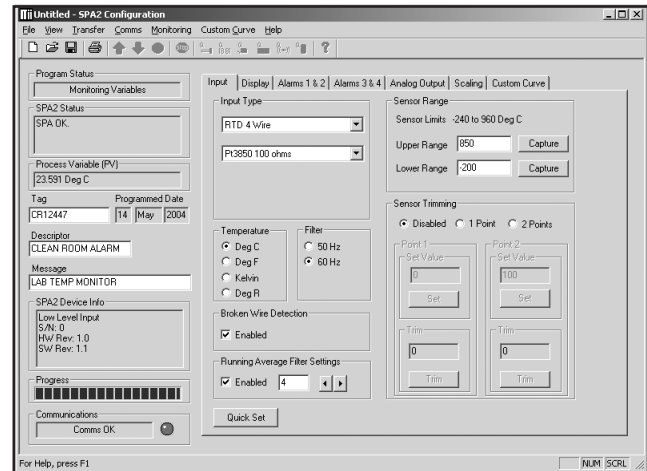 Untitled - SPA2 Configuration
File View Transfer Comms Monitoring Custom Curve Help
Program Status
Monitoring Variables
SPA2 Status
SPA OK.
Process Variable (PV)
23.591 Deg C
Tag
Programmed Date
CR12447
14 May 2004
Descriptor
CLEAN ROOM ALARM
Message
LAB TEMP MONITOR
SPA2 Device Info
Low Level Input
S/N: 0
HW Rev: 1.0
SW Rev: 1.1
Progress
Communications
Comms OK
Input Display Alarms 1 & 2 Alarms 3 & 4 Analog Output Scaling Custom Curve
Input Type
RTD 4 Wire
Pt3850 100 ohms
Temperature
Deg C
Deg F
Kelvin
Deg R
Filter
50 Hz
60 Hz
Broken Wire Detection
Enabled
Running Average Filter Settings
Enabled 4
Quick Set
Sensor Range
Sensor Limits -240 to 960 Deg C
Upper Range 850 Capture
Lower Range -200 Capture
Sensor Trimming
Disabled 1 Point 2 Points
Point 1
Set Value
0
Set
Trim
0
Trim
Point 2
Set Value
100
Set
Trim
0
Trim
For Help, press F1
NUM SCRL